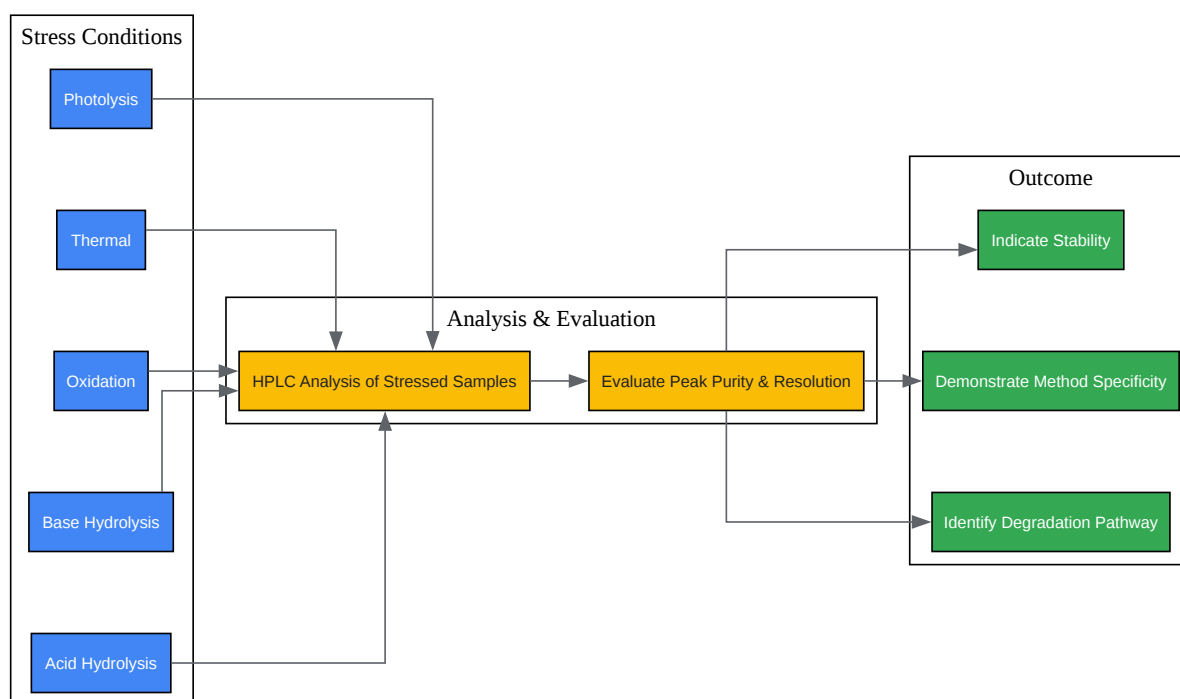 Stress Conditions
Photolysis
Thermal
Oxidation
Base Hydrolysis
Acid Hydrolysis
Analysis & Evaluation
HPLC Analysis of Stressed Samples
Evaluate Peak Purity & Resolution
Outcome
Indicate Stability
Demonstrate Method Specificity
Identify Degradation Pathway